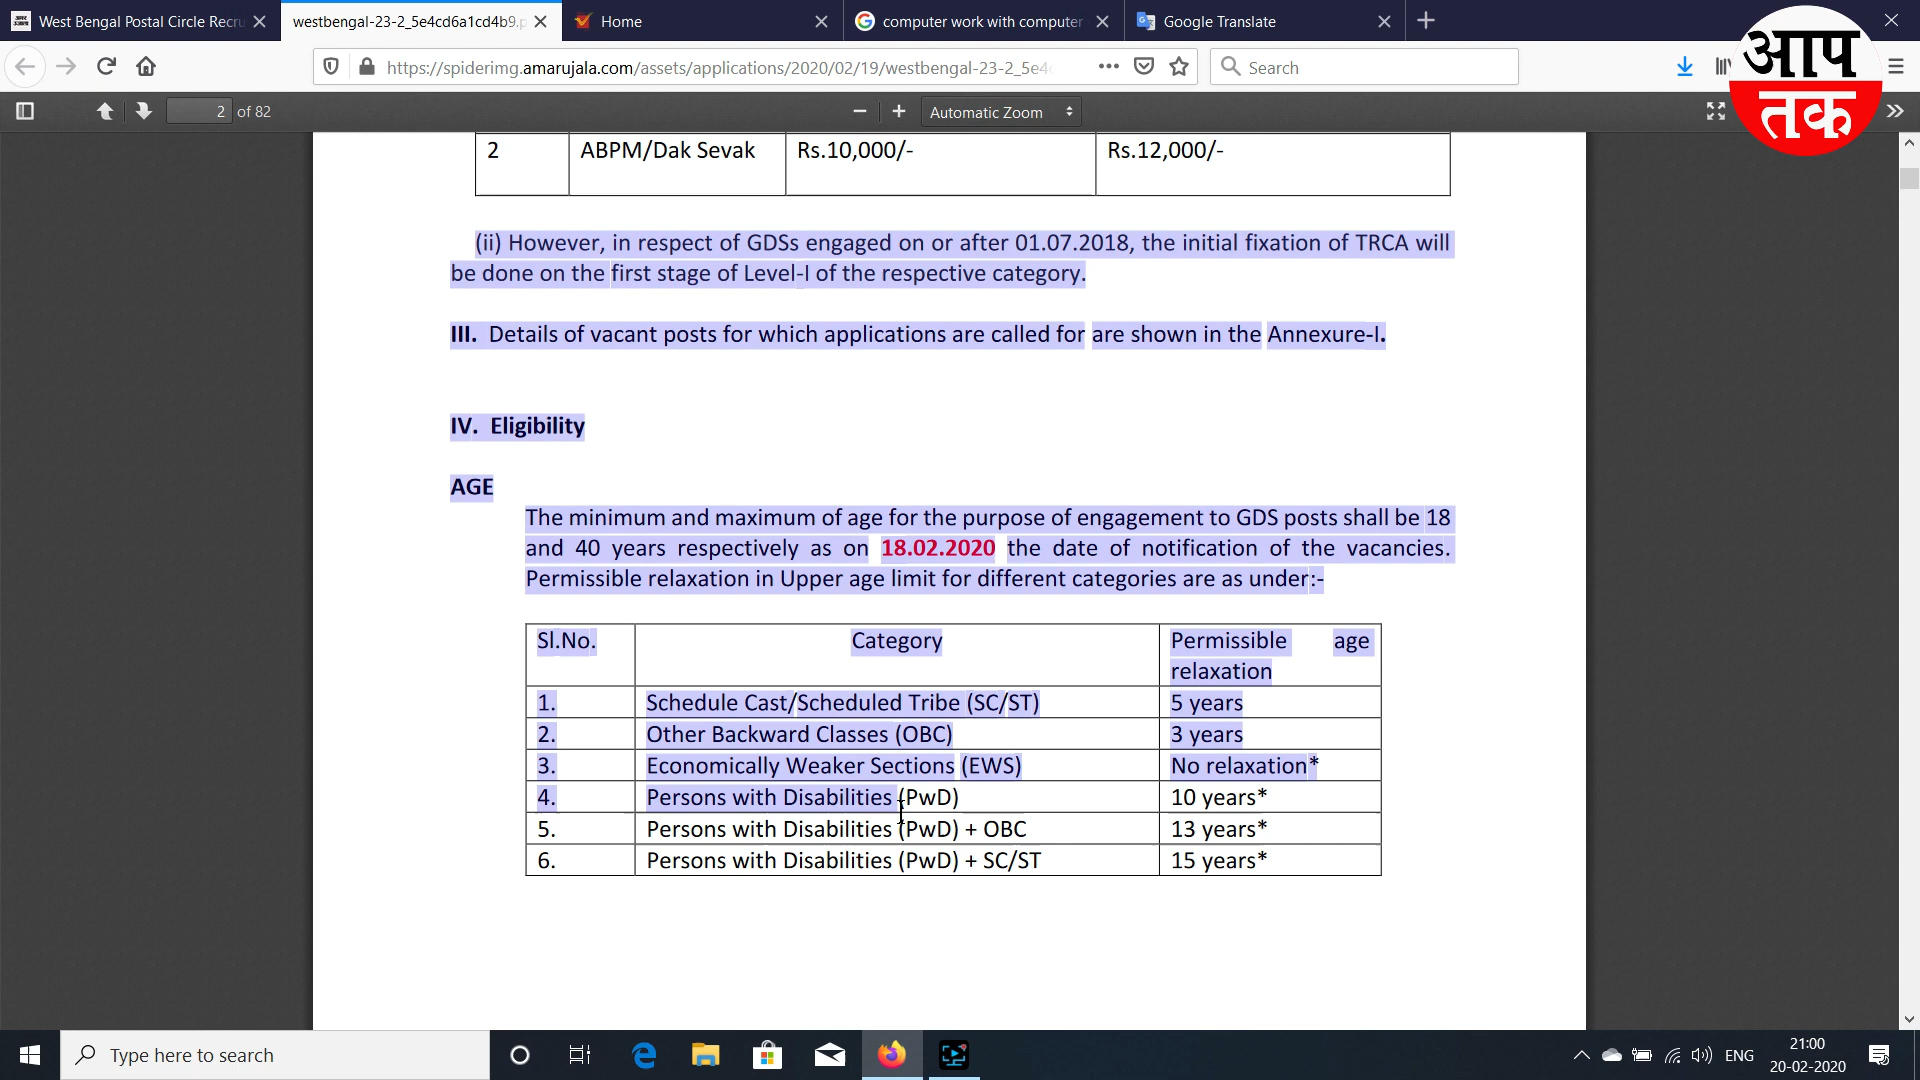 West Bengal Postal Circle Recru
westbengal-23-2_5e4cd6a1cd4b9.p
Home
computer work with computer
Google Translate
https://spiderimg.amarujala.com/assets/applications/2020/02/19/westbengal-23-2_5e4c
Search
आप
तक
2 of 82
Automatic Zoom
2 ABPM/Dak Sevak Rs.10,000/- Rs.12,000/-
(ii) However, in respect of GDSs engaged on or after 01.07.2018, the initial fixation of TRCA will
be done on the first stage of Level-I of the respective category.
III. Details of vacant posts for which applications are called for are shown in the Annexure-I.
IV. Eligibility
AGE
The minimum and maximum of age for the purpose of engagement to GDS posts shall be 18
and 40 years respectively as on 18.02.2020 the date of notification of the vacancies.
Permissible relaxation in Upper age limit for different categories are as under:-
Sl.No. Category Permissible age
relaxation
1. Schedule Cast/Scheduled Tribe (SC/ST) 5 years
2. Other Backward Classes (OBC) 3 years
3. Economically Weaker Sections (EWS) No relaxation*
4. Persons with Disabilities (PwD) 10 years*
5. Persons with Disabilities (PwD) + OBC 13 years*
6. Persons with Disabilities (PwD) + SC/ST 15 years*
Type here to search
ENG
21:00
20-02-2020